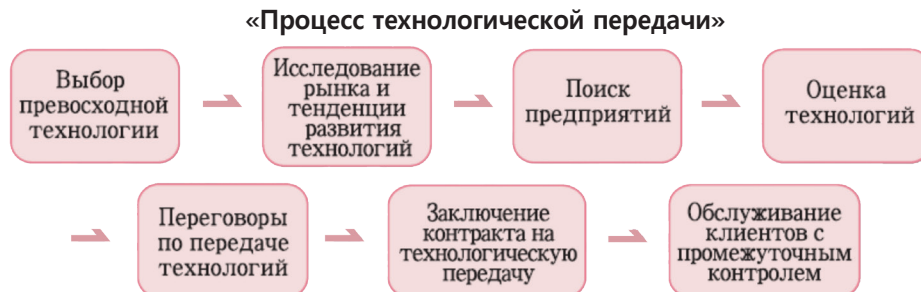 «Процесс технологической передачи»
Выбор
превосходной
технологии
Исследование
рынка и
тенденции
развития
технологий
Поиск
предприятий
Оценка
технологий
Переговоры
по передаче
технологий
Заключение
контракта на
технологическую
передачу
Обслуживание
клиентов с
промежуточным
контролем